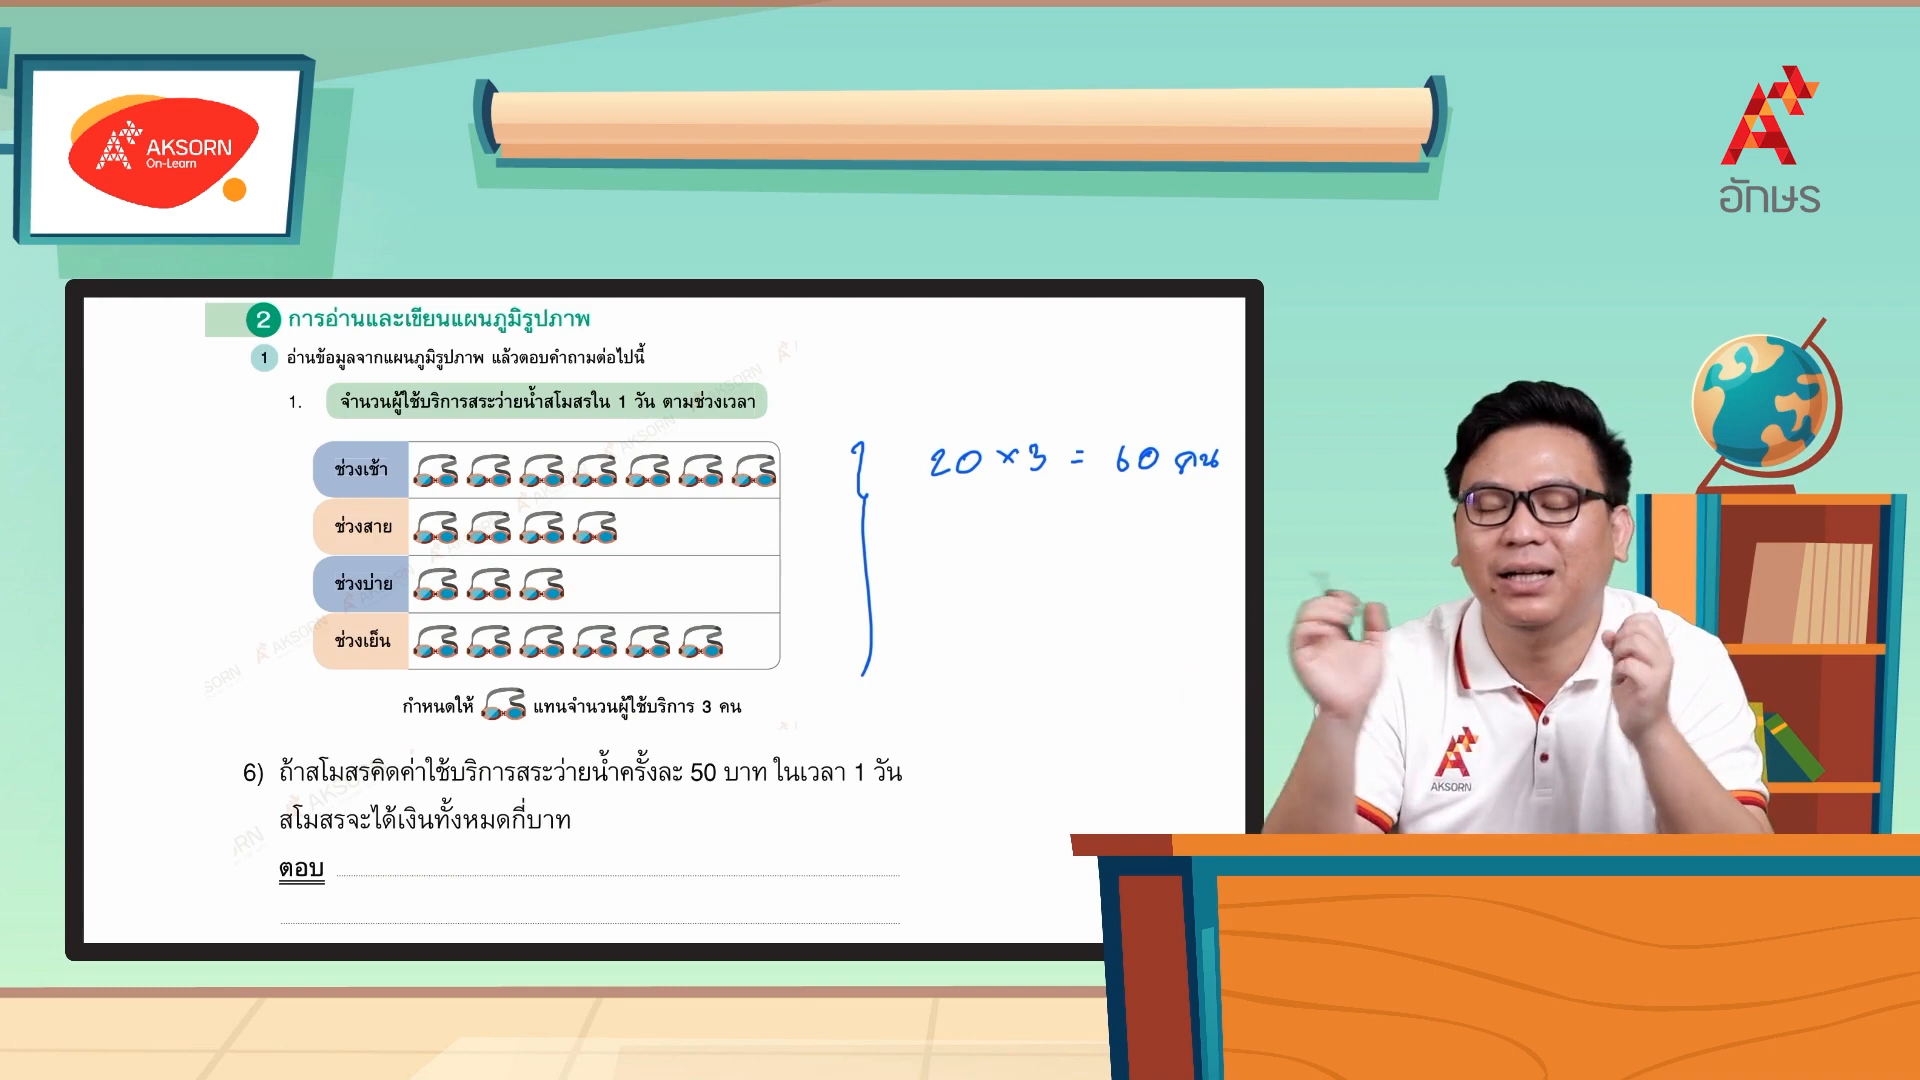 AKSORN
On-Learn
อักษร
2 การอ่านและเขียนแผนภูมิรูปภาพ
1 อ่านข้อมูลจากแผนภูมิรูปภาพ แล้วตอบคำถามต่อไปนี้
1. จำนวนผู้ใช้บริการสระว่ายน้ำสโมสรใน 1 วัน ตามช่วงเวลา
ช่วงเช้า
ช่วงสาย
ช่วงบ่าย
ช่วงเย็น
20 × 3 = 60 คน
กำหนดให้ แทนจำนวนผู้ใช้บริการ 3 คน
6) ถ้าสโมสรคิดค่าใช้บริการสระว่ายน้ำครั้งละ 50 บาท ในเวลา 1 วัน
สโมสรจะได้เงินทั้งหมดกี่บาท
ตอบ
AKSORN